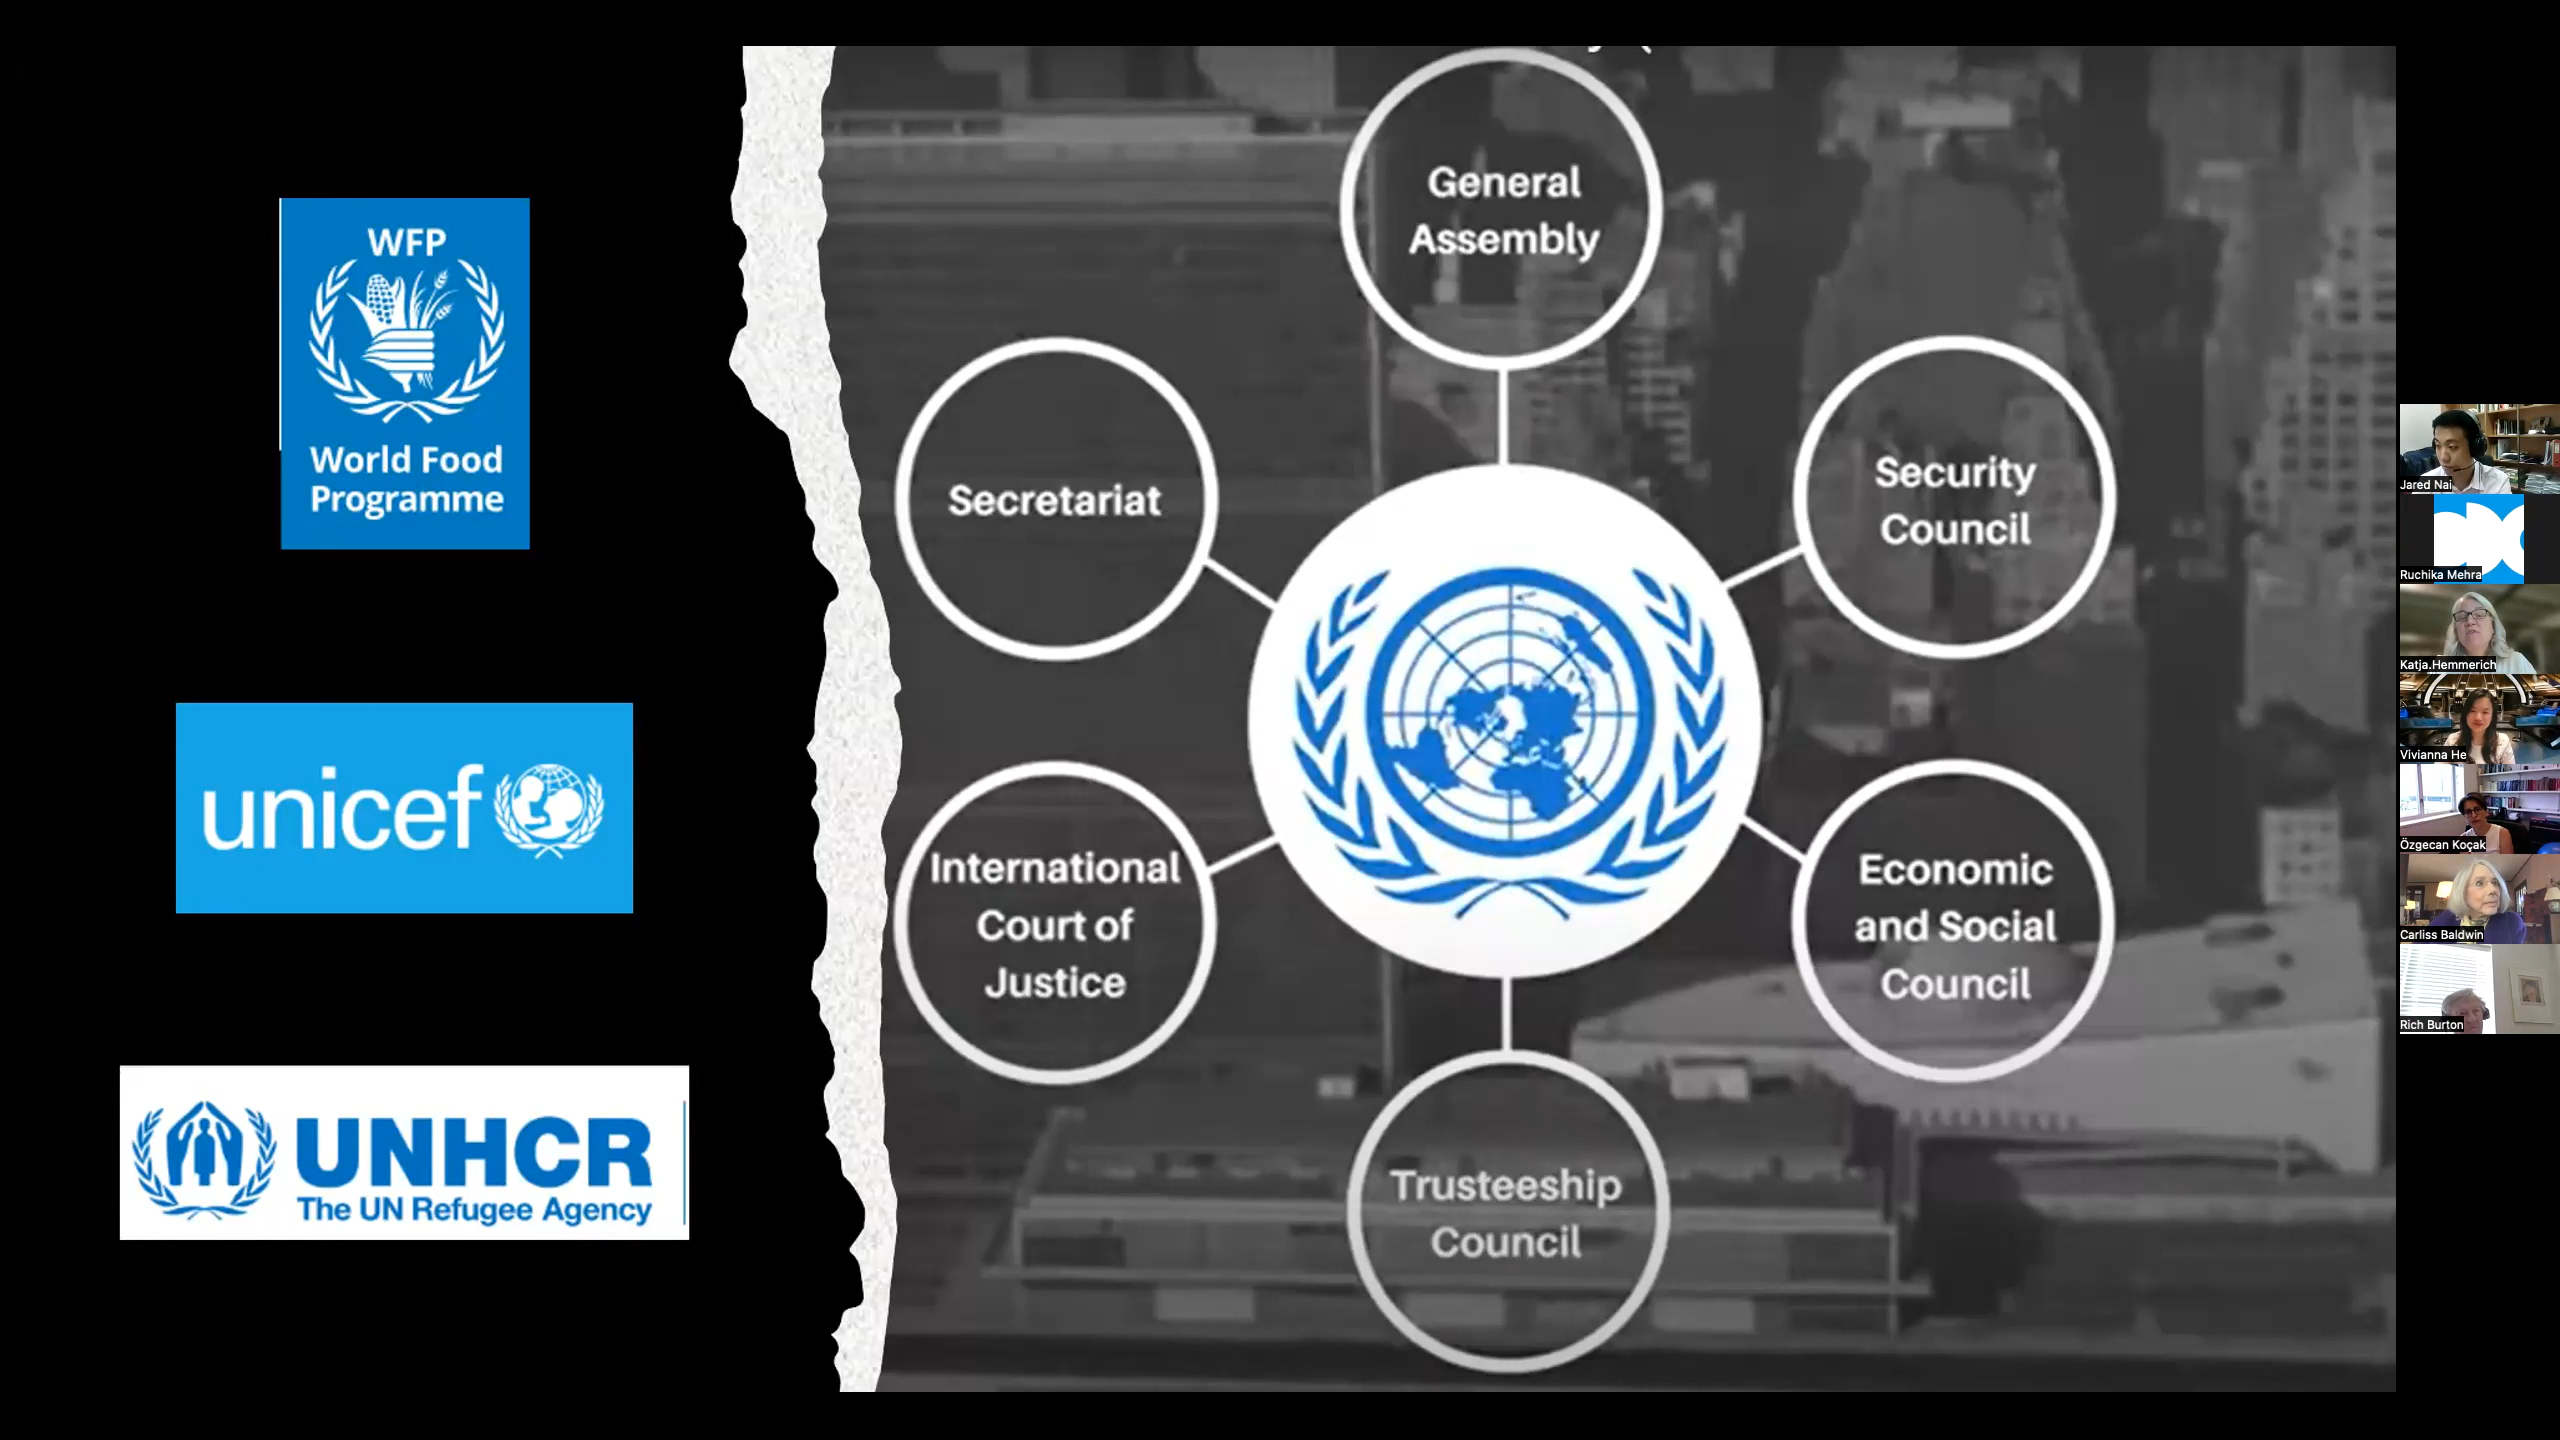 WFP
World Food
Programme
unicef
UNHCR
The UN Refugee Agency
General
Assembly
Secretariat
Security
Council
International
Court of
Justice
Economic
and Social
Council
Trusteeship
Council
Jared Nai
Ruchika Mehra
Katja.Hemmerich
Vivianna He
Özgecan Koçak
Carliss Baldwin
Rich Burton